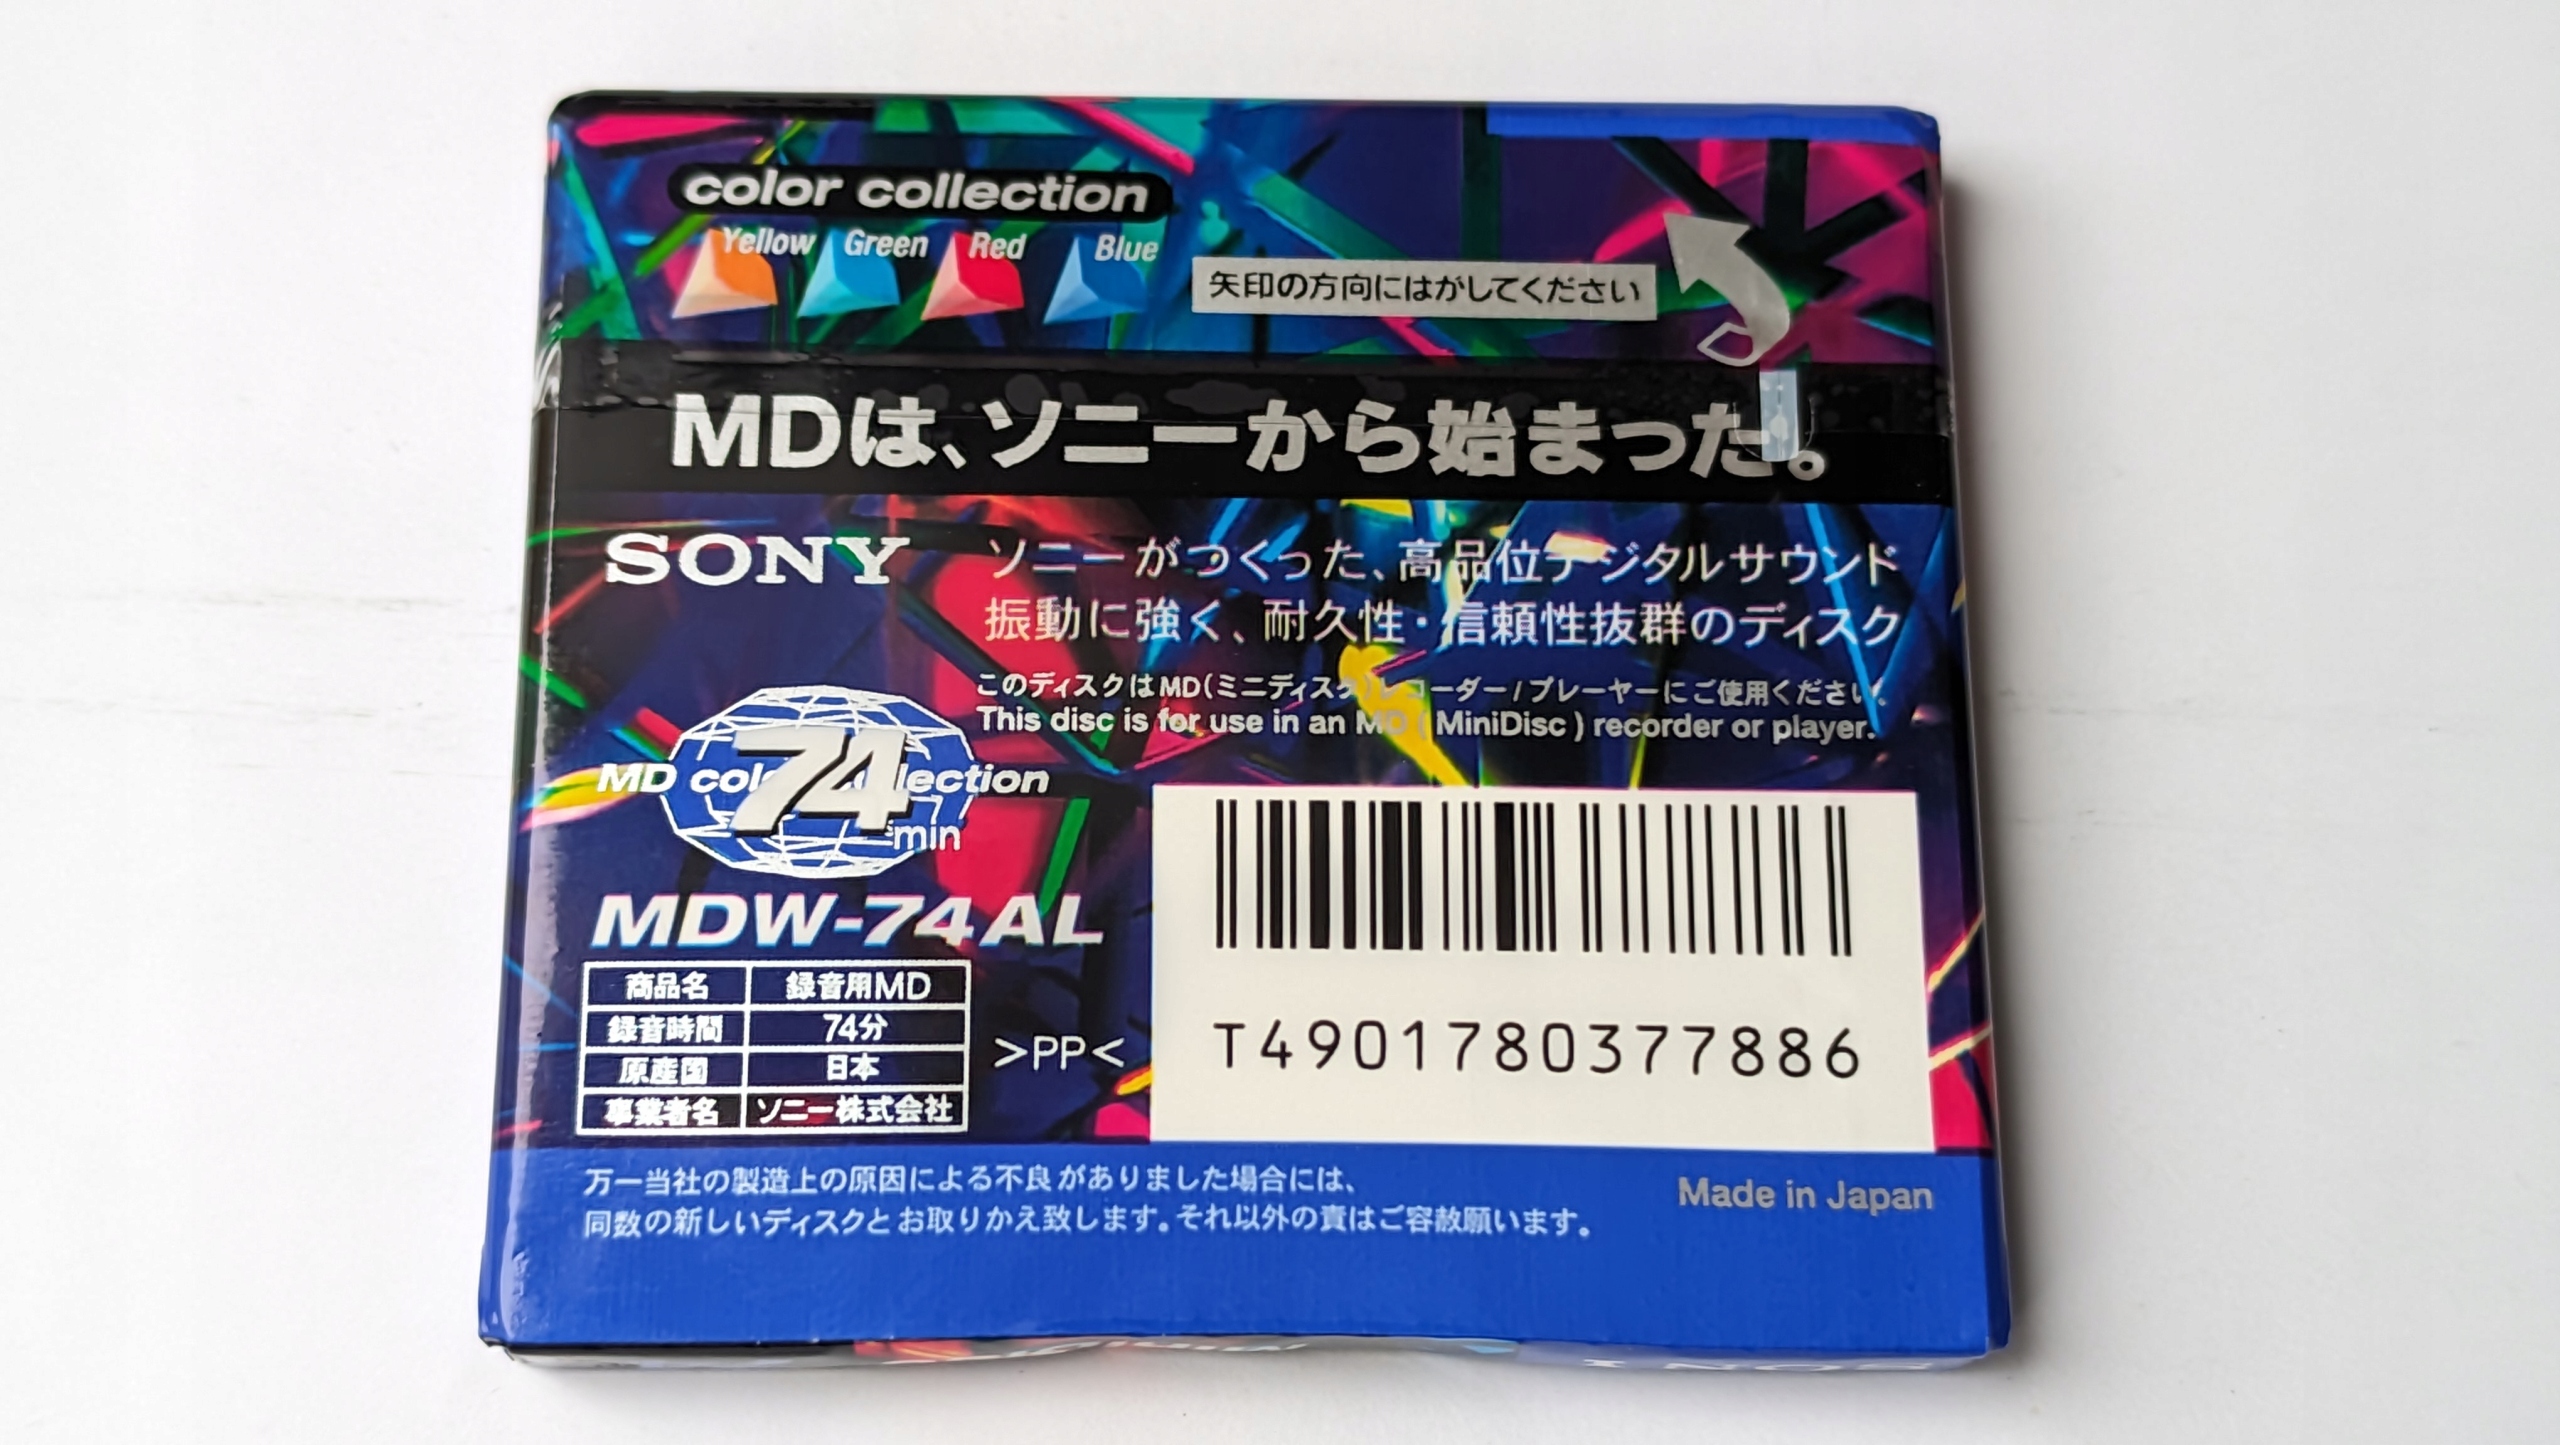 color collection
Yellow Green Red Blue
矢印の方向にはがしてください
MDは、ソニーから始まった。
SONY
ソニーがつくった、高品位デジタルサウンド
振動に強く、耐久性・信頼性抜群のディスク
このディスクはMD(ミニディスク)レコーダー/プレーヤーにご使用ください。
This disc is for use in an MD (MiniDisc) recorder or player.
MD color collection
74
min
MDW-74AL
商品名 録音用MD
録音時間 74分
原産国 日本
事業者名 ソニー株式会社
>PP<
T4901780377886
万一当社の製造上の原因による不良がありました場合には、
同数の新しいディスクとお取りかえ致します。それ以外の責はご容赦願います。
Made in Japan